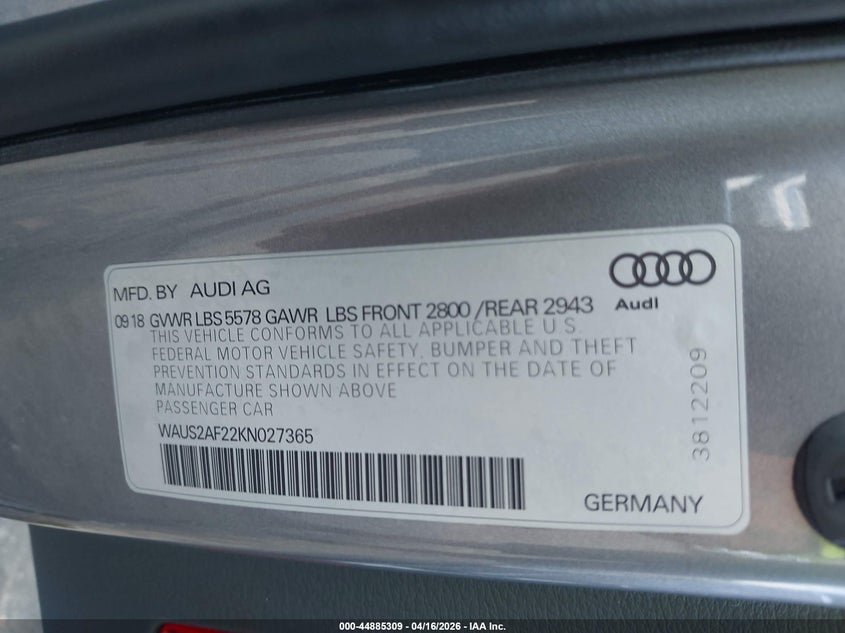 MFD. BY AUDI AG
Audi
09 18 GVWR LBS 5578 GAWR LBS FRONT 2800 /REAR 2943
THIS VEHICLE CONFORMS TO ALL APPLICABLE U.S.
FEDERAL MOTOR VEHICLE SAFETY, BUMPER AND THEFT
PREVENTION STANDARDS IN EFFECT ON THE DATE OF
MANUFACTURE SHOWN ABOVE
PASSENGER CAR
WAUS2AF22KN027365
3812209
GERMANY
000-44885309 - 04/16/2026 - IAA Inc.